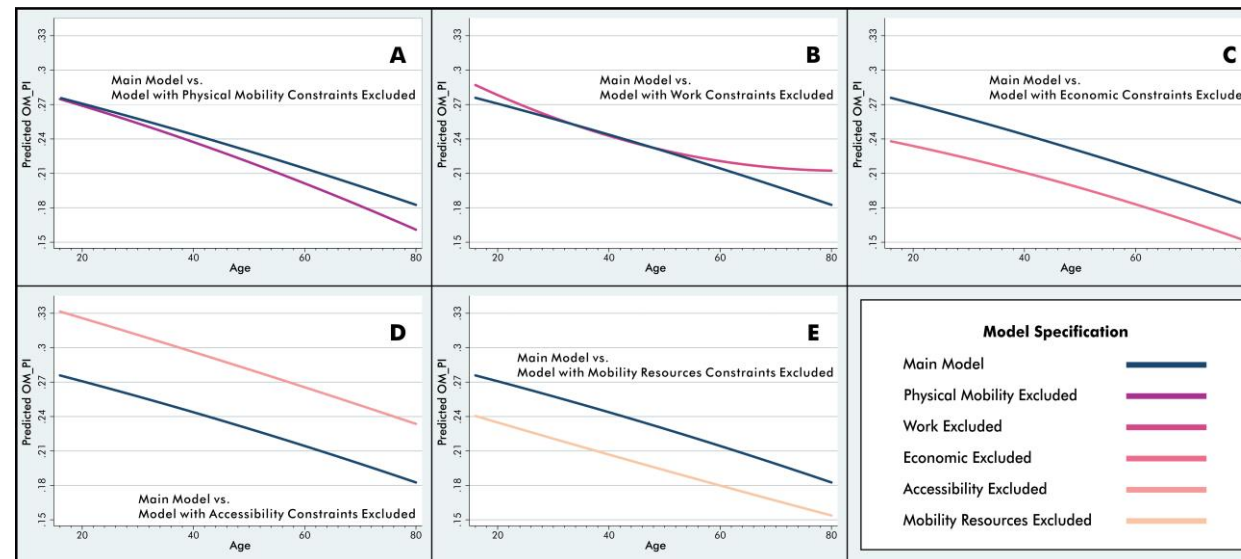 A
Main Model vs.
Model with Physical Mobility Constraints Excluded
Predicted OM_PI
.33
.3
.27
.24
.21
.18
.15
20
40
60
80
Age
B
Main Model vs.
Model with Work Constraints Excluded
Predicted OM_PI
.33
.3
.27
.24
.21
.18
.15
20
40
60
80
Age
C
Main Model vs.
Model with Economic Constraints Exclude
Predicted OM_PI
.33
.3
.27
.24
.21
.18
.15
20
40
60
Age
D
Main Model vs.
Model with Accessibility Constraints Excluded
Predicted OM_PI
.33
.3
.27
.24
.21
.18
.15
20
40
60
80
Age
E
Main Model vs.
Model with Mobility Resources Constraints Excluded
Predicted OM_PI
.33
.3
.27
.24
.21
.18
.15
20
40
60
80
Age
Model Specification
Main Model
Physical Mobility Excluded
Work Excluded
Economic Excluded
Accessibility Excluded
Mobility Resources Excluded